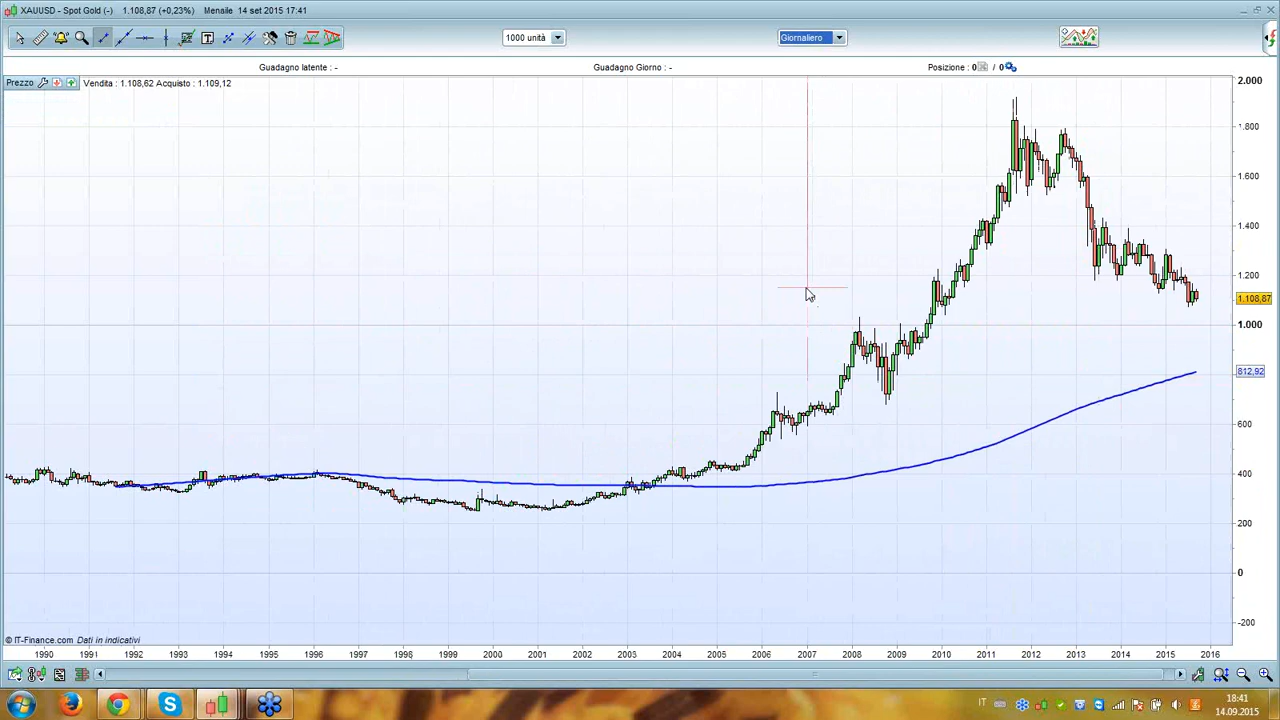 XAUUSD - Spot Gold (-) 1.108,87 (+0,23%) Mensile 14 set 2015 17:41
1000 unità Giornaliero
Guadagno latente : - Guadagno Giorno : - Posizione : 0 / 0
Prezzo Vendita : 1.108,62 Acquisto : 1.109,12
2.000
1.800
1.600
1.400
1.200
1.108,87
1.000
812,92
600
400
200
0
-200
© IT-Finance.com Dati in indicativi
1990 1991 1992 1993 1994 1995 1996 1997 1998 1999 2000 2001 2002 2003 2004 2005 2006 2007 2008 2009 2010 2011 2012 2013 2014 2015 2016
IT 18:41
14.09.2015